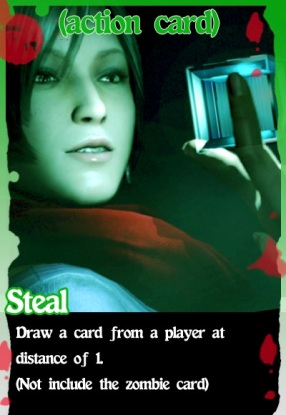 (action card)
Steal
Draw a card from a player at
distance of 1.
(Not include the zombie card)